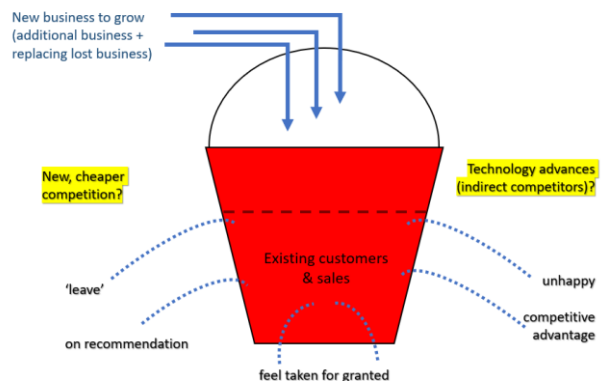 New business to grow
(additional business +
replacing lost business)
New, cheaper
competition?
Technology advances
(indirect competitors)?
Existing customers
& sales
'leave'
unhappy
on recommendation
competitive
advantage
feel taken for granted